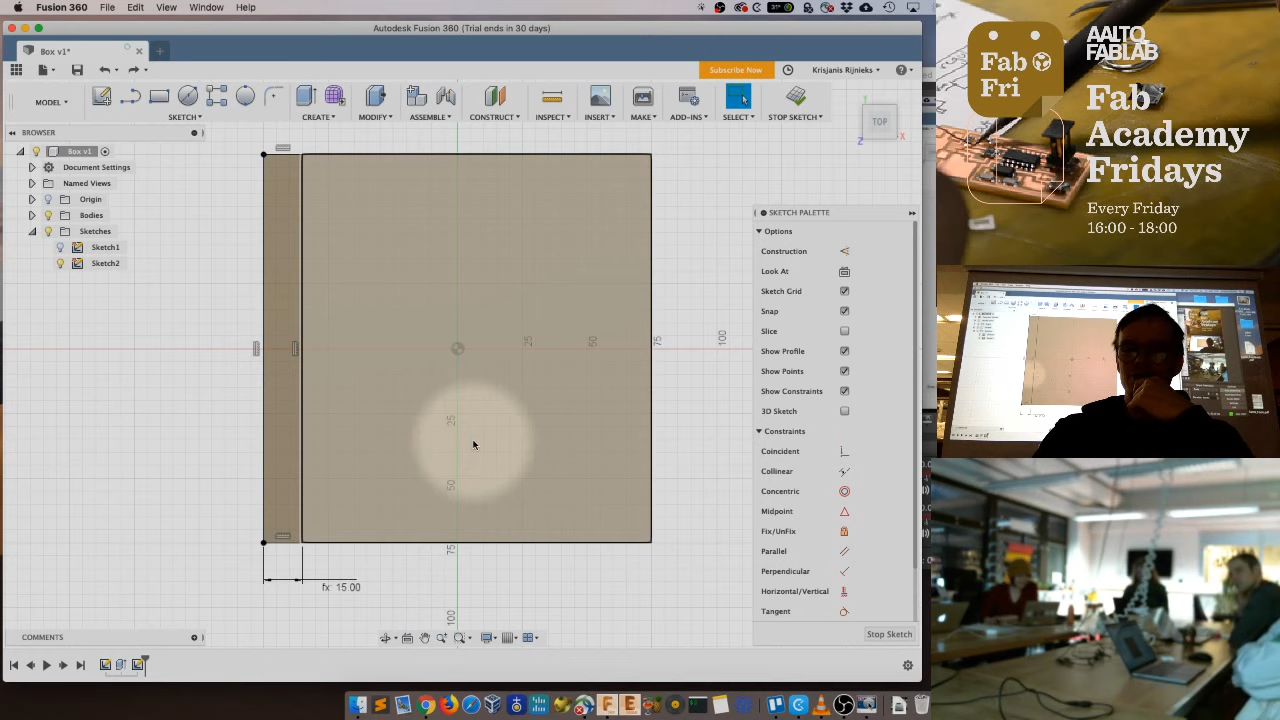 Fusion 360 File Edit View Window Help
31°
Autodesk Fusion 360 (Trial ends in 30 days)
Box v1*
Subscribe Now
Krisjanis Rijnieks
MODEL
SKETCH
CREATE
MODIFY
ASSEMBLE
CONSTRUCT
INSPECT
INSERT
MAKE
ADD-INS
SELECT
STOP SKETCH
BROWSER
Box v1
Document Settings
Named Views
Origin
Bodies
Sketches
Sketch1
Sketch2
TOP
X
Y
Z
25
50
75
100
25
50
75
100
fx: 15.00
SKETCH PALETTE
Options
Construction
Look At
Sketch Grid
Snap
Slice
Show Profile
Show Points
Show Constraints
3D Sketch
Constraints
Coincident
Collinear
Concentric
Midpoint
Fix/UnFix
Parallel
Perpendicular
Horizontal/Vertical
Tangent
Stop Sketch
COMMENTS
Fab
Fri
AALTO
FABLAB
Fab
Academy
Fridays
Every Friday
16:00 - 18:00